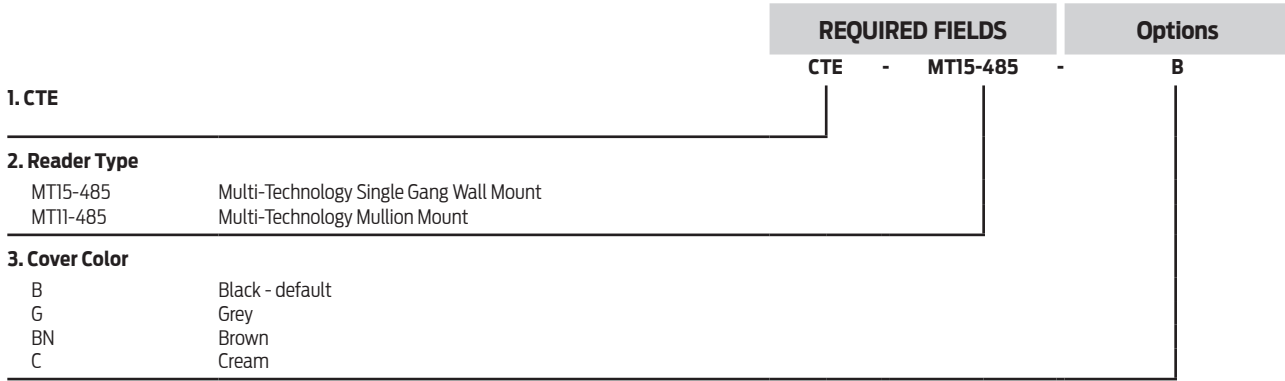 REQUIRED FIELDS Options
CTE - MT15-485 - B
1. CTE
2. Reader Type
MT15-485 Multi-Technology Single Gang Wall Mount
MT11-485 Multi-Technology Mullion Mount
3. Cover Color
B Black - default
G Grey
BN Brown
C Cream